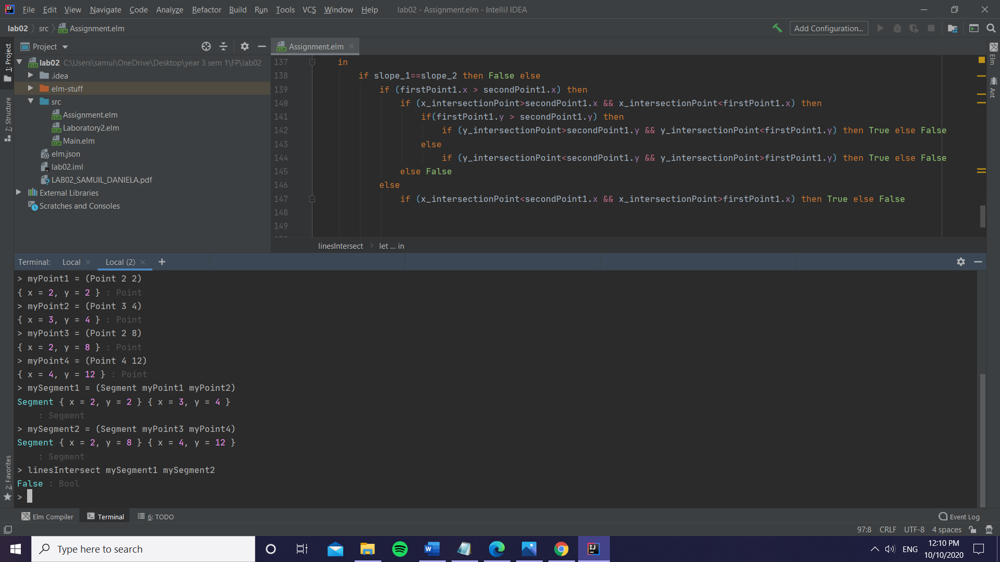 File Edit View Navigate Code Analyze Refactor Build Run Tools VCS Window Help lab02 - Assignment.elm - IntelliJ IDEA
lab02 src Assignment.elm Add Configuration...
1: Project
7: Structure
2: Favorites
Project
lab02 C:\Users\samui\OneDrive\Desktop\year 3 sem 1\FP\lab02
.idea
elm-stuff
src
Assignment.elm
Laboratory2.elm
Main.elm
elm.json
lab02.iml
LAB02_SAMUIL_DANIELA.pdf
External Libraries
Scratches and Consoles
Assignment.elm
137 in
138 if slope_1==slope_2 then False else
139 if (firstPoint1.x > secondPoint1.x) then
140 if (x_intersectionPoint>secondPoint1.x && x_intersectionPoint<firstPoint1.x) then
141 if(firstPoint1.y > secondPoint1.y) then
142 if (y_intersectionPoint>secondPoint1.y && y_intersectionPoint<firstPoint1.y) then True else False
143 else
144 if (y_intersectionPoint<secondPoint1.y && y_intersectionPoint>firstPoint1.y) then True else False
145 else False
146 else
147 if (x_intersectionPoint<secondPoint1.x && x_intersectionPoint>firstPoint1.x) then True else False
148
149
linesIntersect let ... in
Elm
Ant
Terminal: Local Local (2)
> myPoint1 = (Point 2 2)
{ x = 2, y = 2 } : Point
> myPoint2 = (Point 3 4)
{ x = 3, y = 4 } : Point
> myPoint3 = (Point 2 8)
{ x = 2, y = 8 } : Point
> myPoint4 = (Point 4 12)
{ x = 4, y = 12 } : Point
> mySegment1 = (Segment myPoint1 myPoint2)
Segment { x = 2, y = 2 } { x = 3, y = 4 }
: Segment
> mySegment2 = (Segment myPoint3 myPoint4)
Segment { x = 2, y = 8 } { x = 4, y = 12 }
: Segment
> linesIntersect mySegment1 mySegment2
False : Bool
>
Elm Compiler Terminal 6: TODO Event Log
97:8 CRLF UTF-8 4 spaces
Type here to search
ENG
12:10 PM
10/10/2020